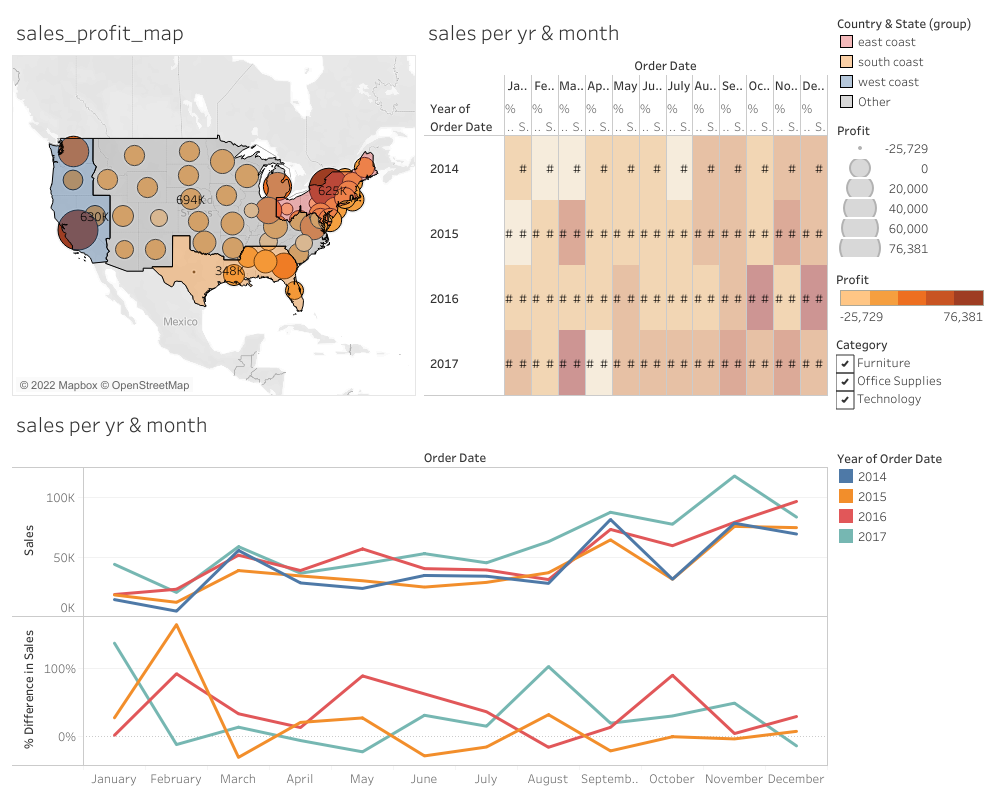 sales_profit_map
694K
625K
630K
348K
Mexico
© 2022 Mapbox © OpenStreetMap
sales per yr & month
Order Date
Ja.. Fe.. Ma.. Ap.. May Ju.. July Au.. Se.. Oc.. No.. De..
Year of
Order Date
% % % % % % % % % % % %
.. S. .. S. .. S. .. S. .. S. .. S. .. S. .. S. .. S. .. S. .. S. .. S.
2014 # # # # # # # # # # # #
2015 # # # # # # # # # # # # # # # # # # # # # # # #
2016 # # # # # # # # # # # # # # # # # # # # # # # #
2017 # # # # # # # # # # # # # # # # # # # # # # # #
Country & State (group)
east coast
south coast
west coast
Other
Profit
-25,729
0
20,000
40,000
60,000
76,381
Profit
-25,729 76,381
Category
Furniture
Office Supplies
Technology
sales per yr & month
Order Date
Sales
100K
50K
0K
% Difference in Sales
100%
0%
January February March April May June July August Septemb.. October November December
Year of Order Date
2014
2015
2016
2017